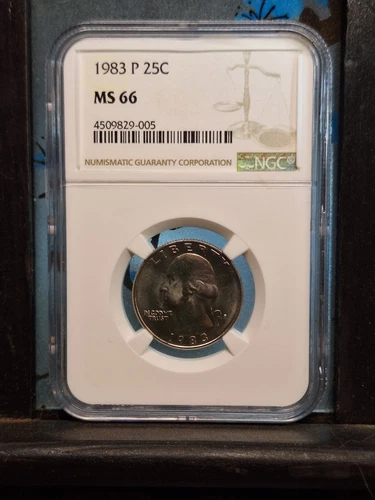 1983 P 25C
MS 66
4509829-005
NUMISMATIC GUARANTY CORPORATION
NGC
LIBERTY
IN GOD WE
TRUST
1983